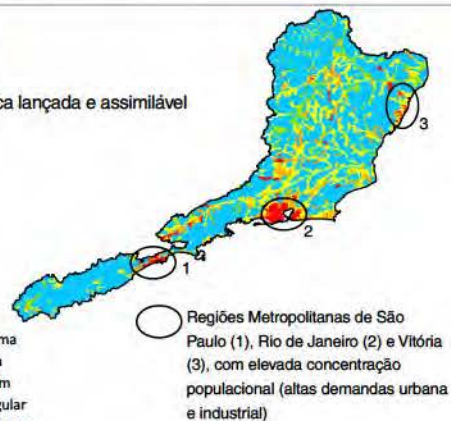 lançada e assimilável
3
2
1
Regiões Metropolitanas de São
Paulo (1), Rio de Janeiro (2) e Vitória
(3), com elevada concentração
populacional (altas demandas urbana
e industrial)